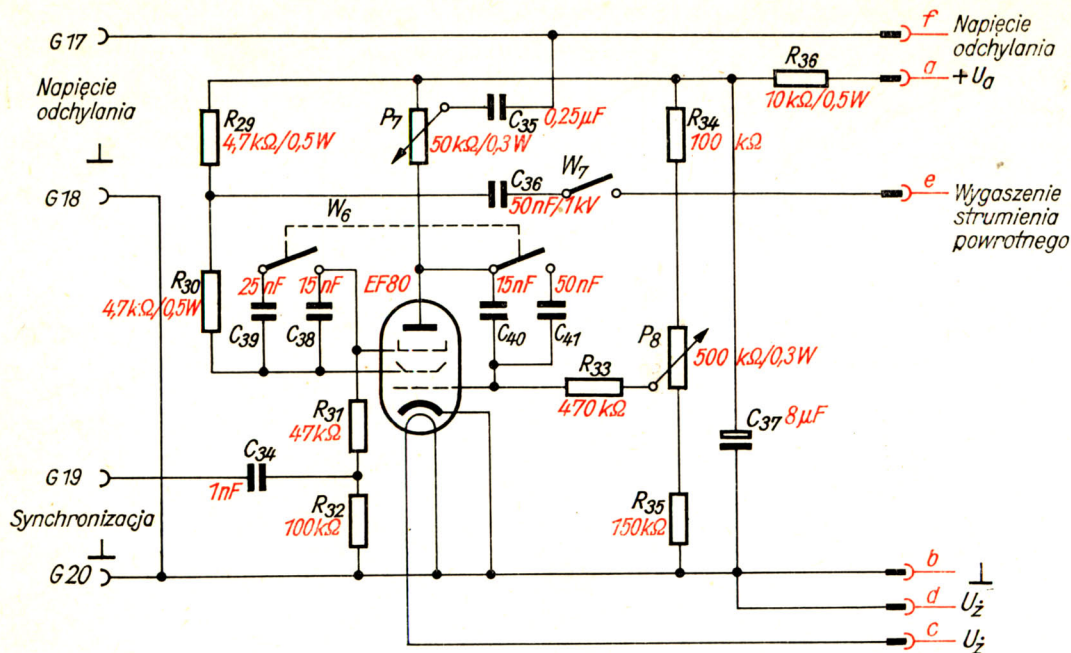 G17
f
Napięcie
odchylania
Napięcie
odchylania
R36
10kΩ/0,5W
a
+Ua
R29
4,7kΩ/0,5W
P7
50kΩ/0,3W
C35
0,25μF
R34
100 kΩ
G18
C36
50nF/1kV
W7
e
Wygaszenie
strumienia
powrotnego
W6
R30
4,7kΩ/0,5W
25nF
15nF
EF80
15nF
50nF
C39
C38
C40
C41
P8
500 kΩ/0,3W
R33
470kΩ
R31
47kΩ
C37
8μF
G19
C34
1nF
R32
100kΩ
R35
150kΩ
Synchronizacja
G20
b
d
Uż
c
Uż